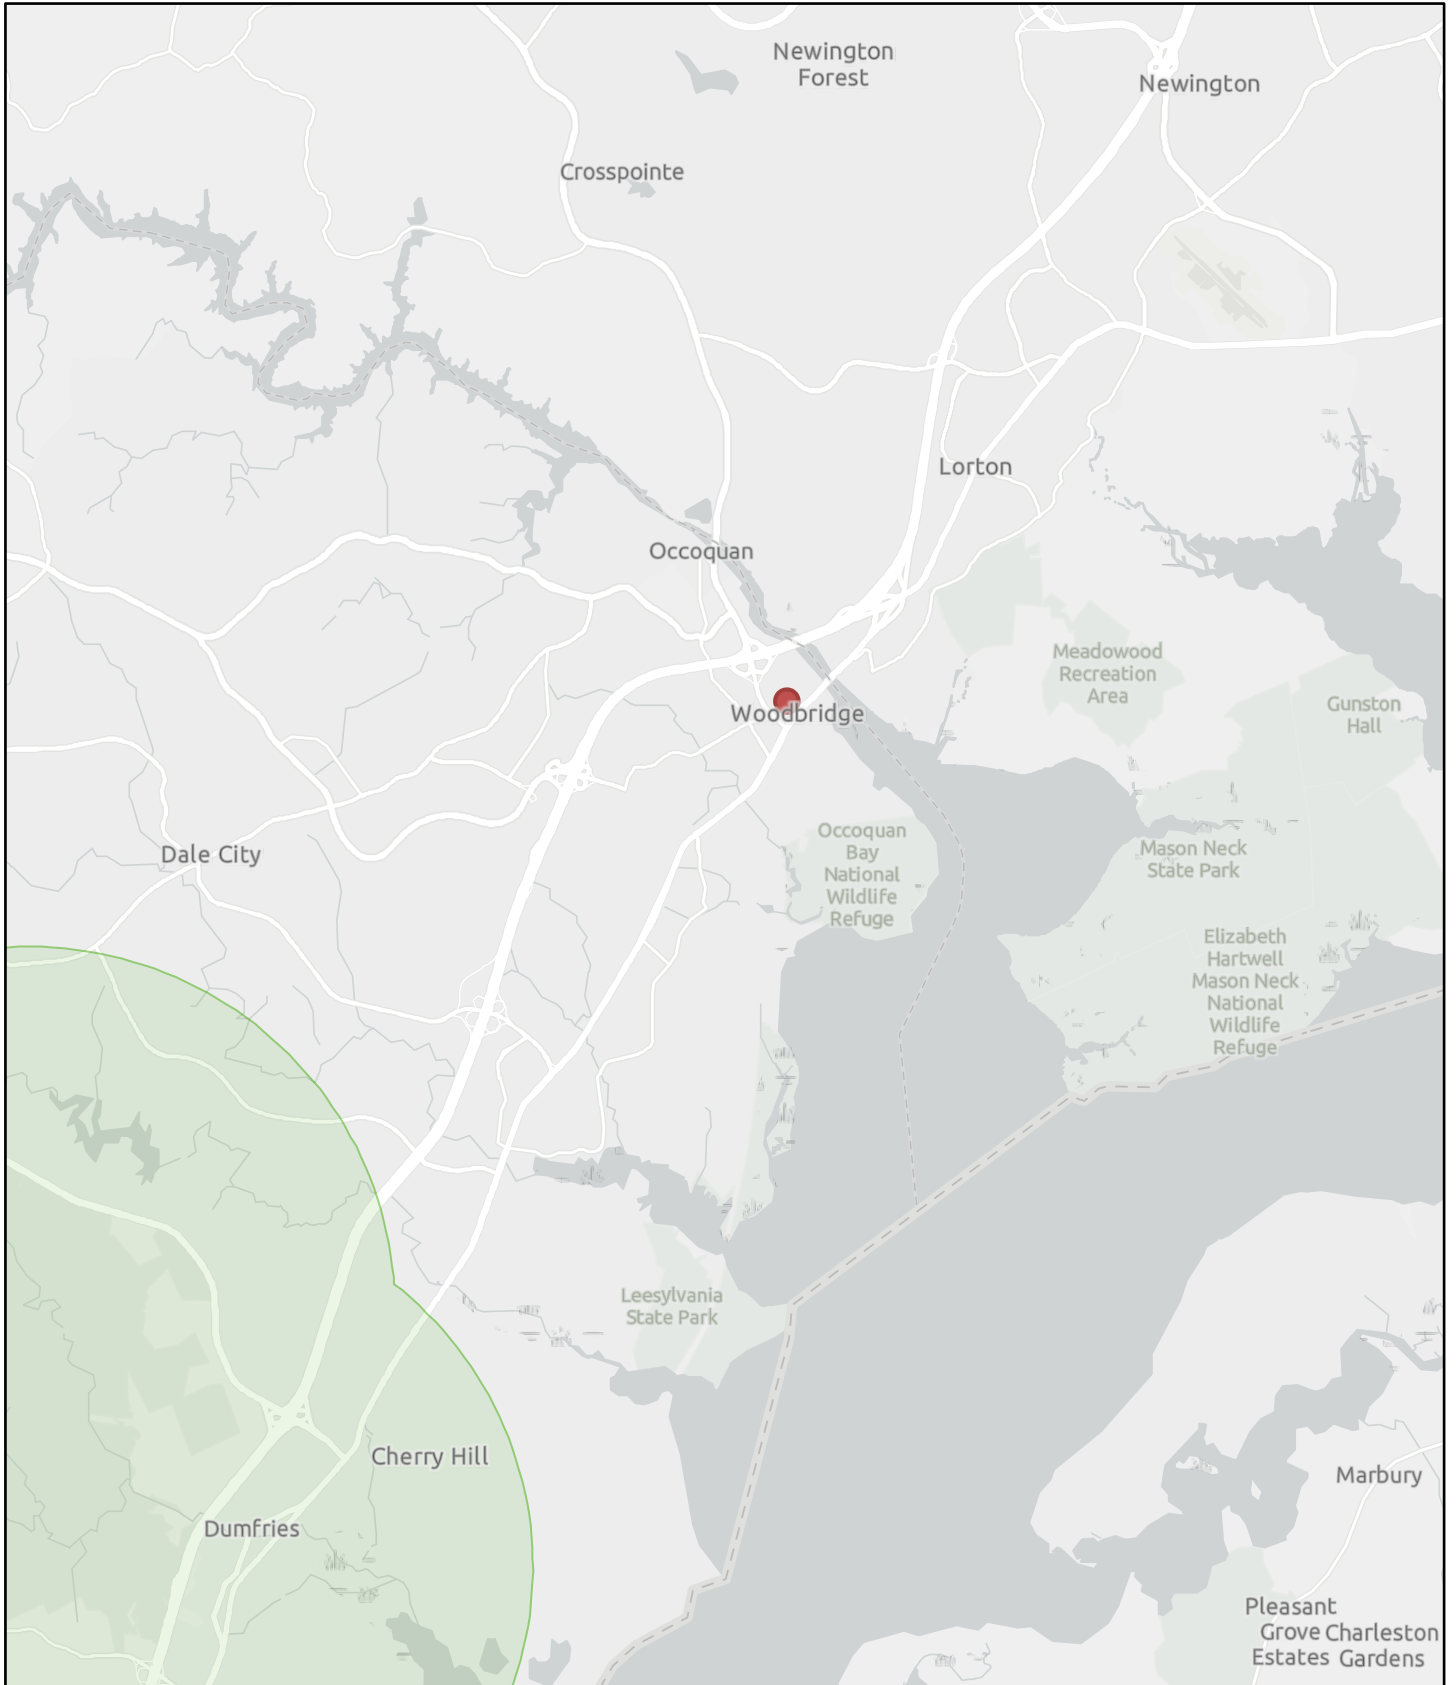 Newington
Forest
Newington
Crosspointe
Lorton
Occoquan
Meadowood
Recreation
Area
Gunston
Hall
Woodbridge
Occoquan
Bay
National
Wildlife
Refuge
Mason Neck
State Park
Dale City
Elizabeth
Hartwell
Mason Neck
National
Wildlife
Refuge
Leesylvania
State Park
Cherry Hill
Marbury
Dumfries
Pleasant
Grove
Estates
Charleston
Gardens